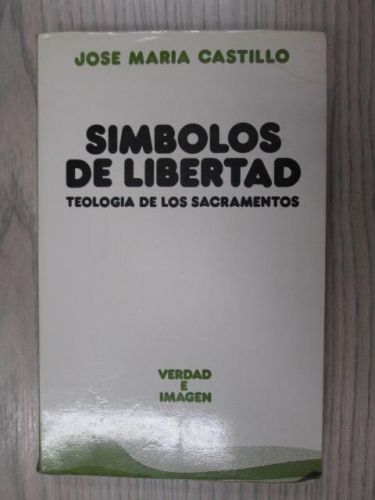 JOSE MARIA CASTILLO
SIMBOLOS
DE LIBERTAD
TEOLOGIA DE LOS SACRAMENTOS
VERDAD
E
IMAGEN